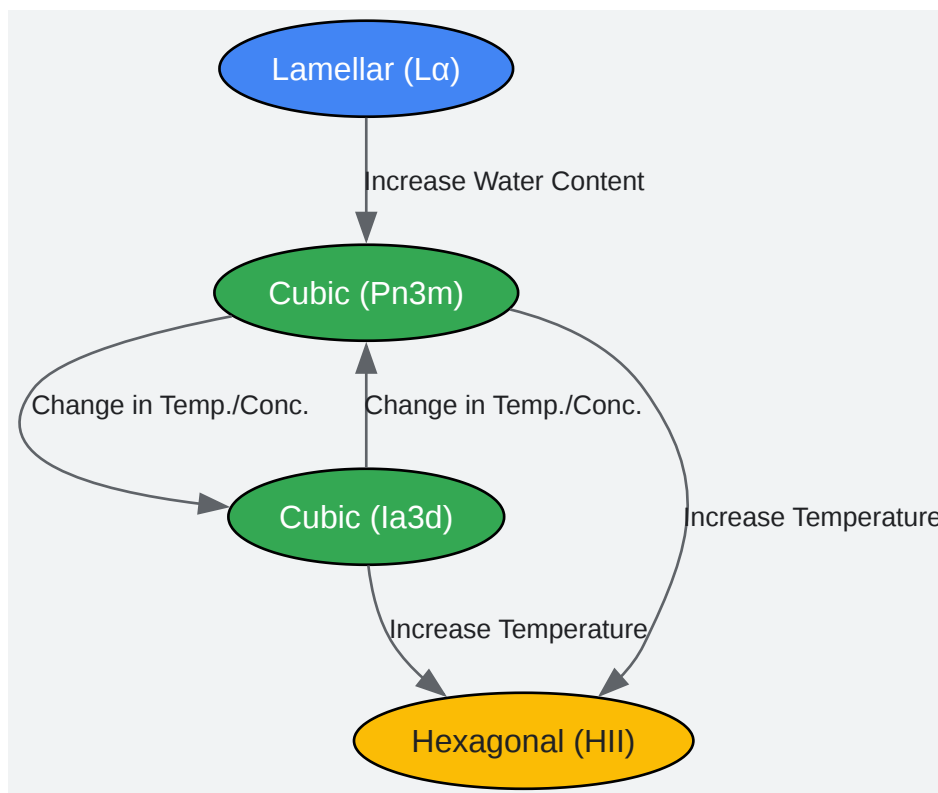 Lamellar (Lα)
Increase Water Content
Cubic (Pn3m)
Change in Temp./Conc.
Change in Temp./Conc.
Cubic (Ia3d)
Increase Temperature
Increase Temperature
Hexagonal (HII)